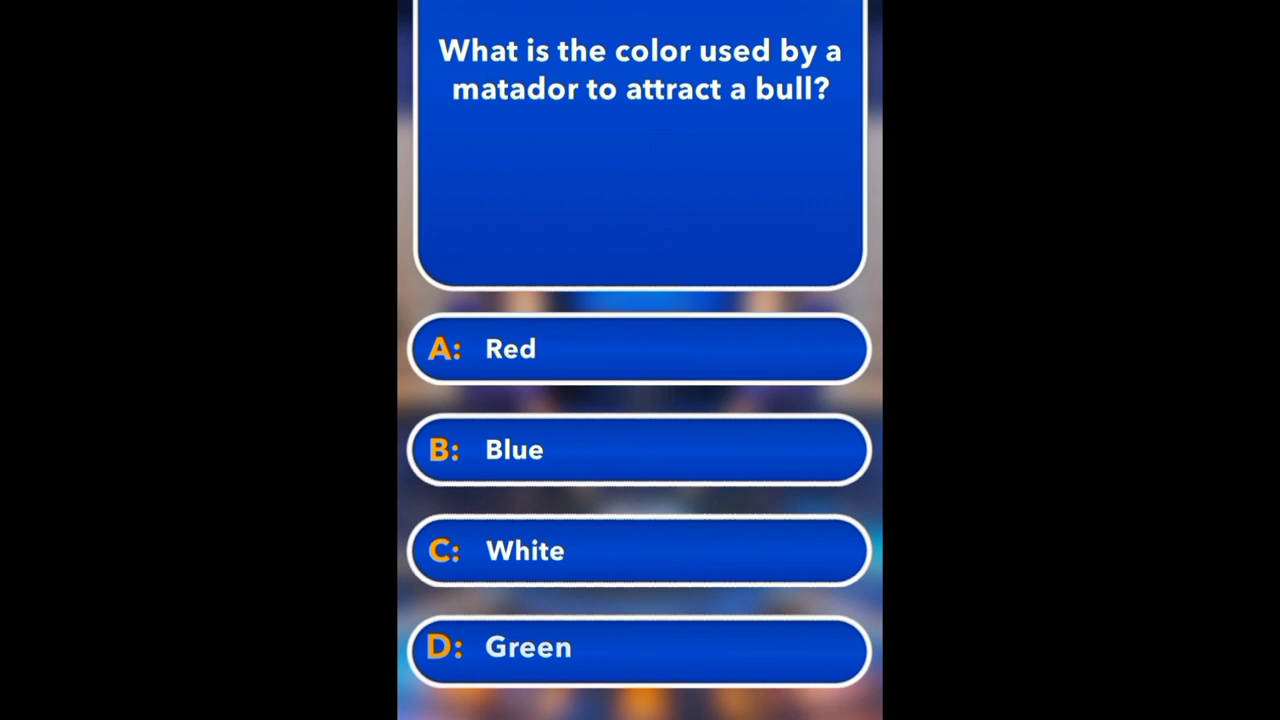 What is the color used by a
matador to attract a bull?
A: Red
B: Blue
C: White
D: Green